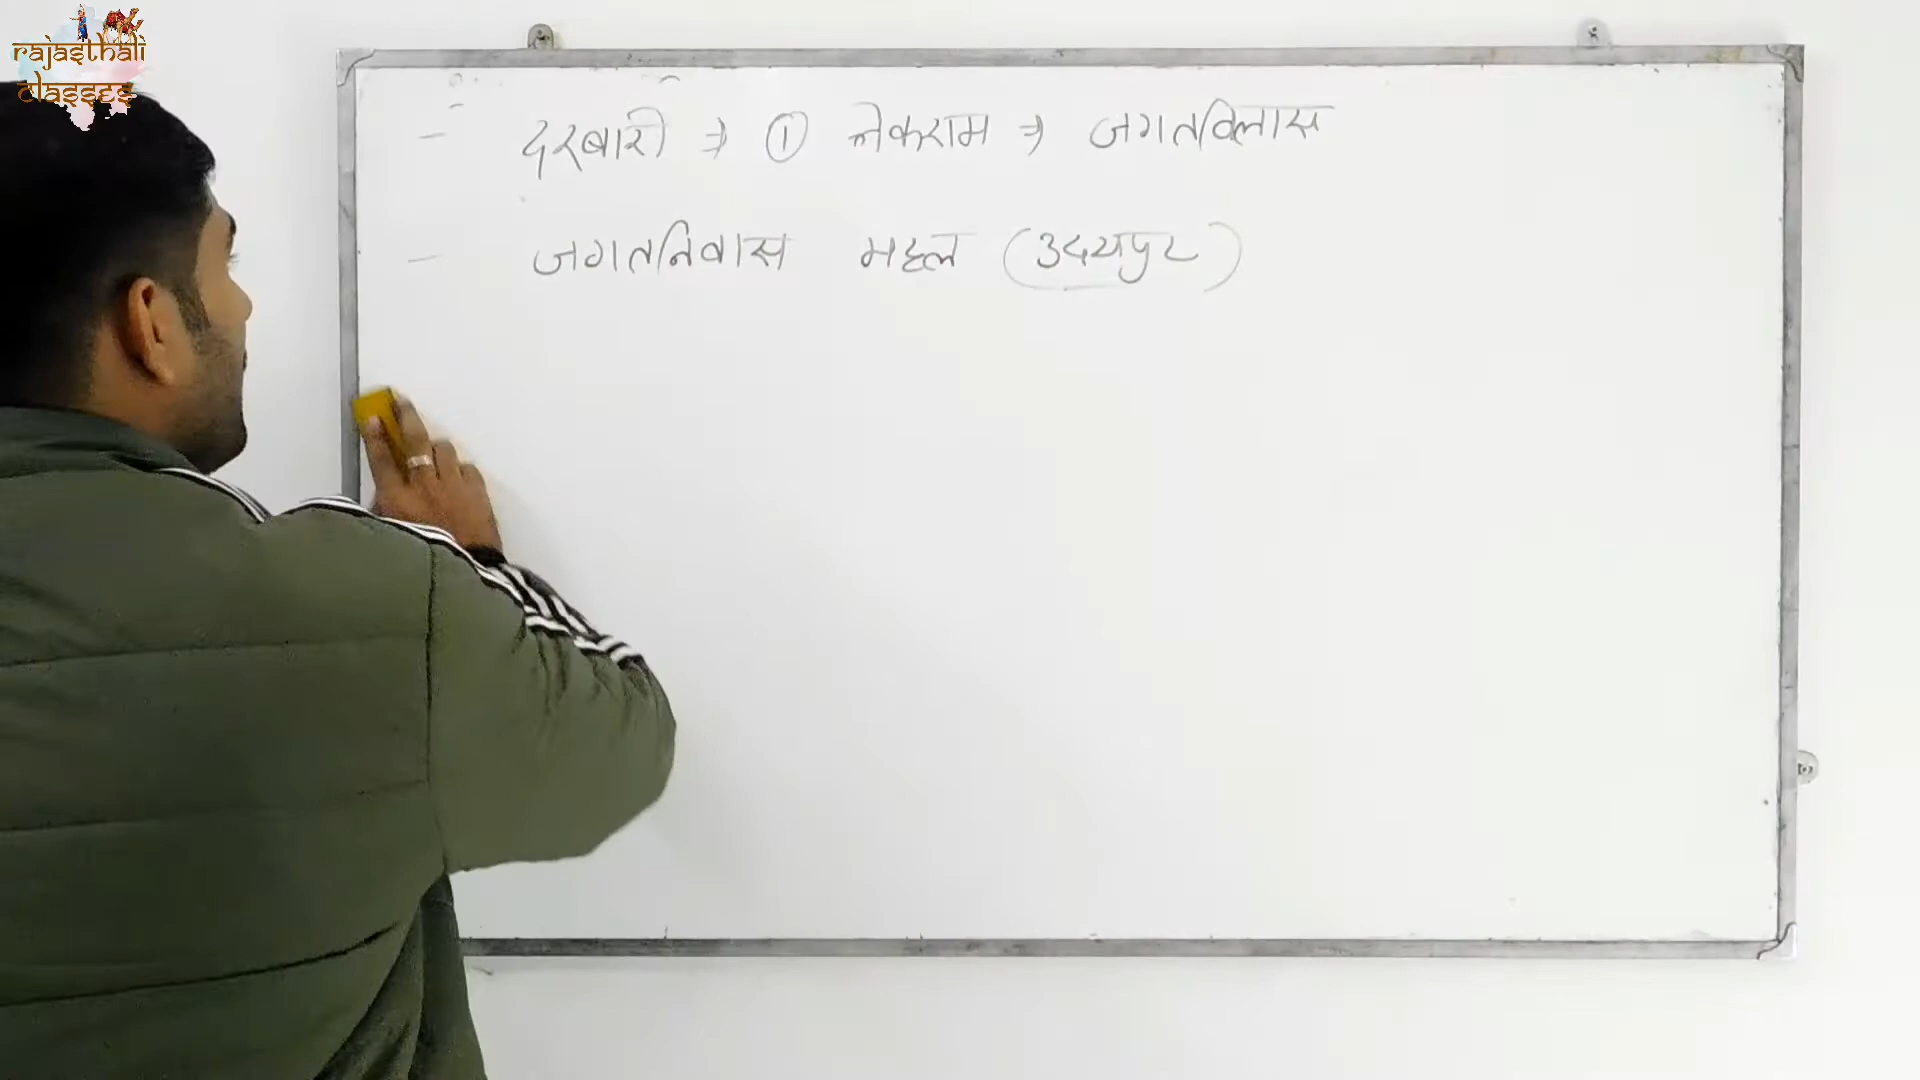 rajasthali
classes
- दरबारी ⇒ ① नेकराम ⇒ जगतविलास
- जगतनिवास महल (उदयपुर)